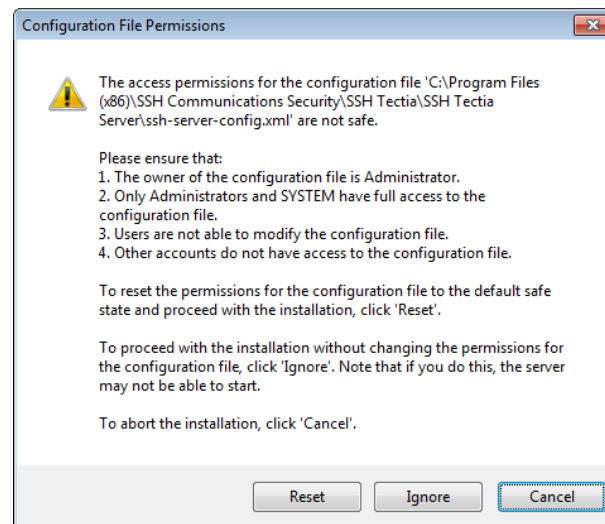 Configuration File Permissions
The access permissions for the configuration file 'C:\Program Files
(x86)\SSH Communications Security\SSH Tectia\SSH Tectia
Server\ssh-server-config.xml' are not safe.
Please ensure that:
1. The owner of the configuration file is Administrator.
2. Only Administrators and SYSTEM have full access to the
configuration file.
3. Users are not able to modify the configuration file.
4. Other accounts do not have access to the configuration file.
To reset the permissions for the configuration file to the default safe
state and proceed with the installation, click 'Reset'.
To proceed with the installation without changing the permissions for
the configuration file, click 'Ignore'. Note that if you do this, the server
may not be able to start.
To abort the installation, click 'Cancel'.
Reset
Ignore
Cancel